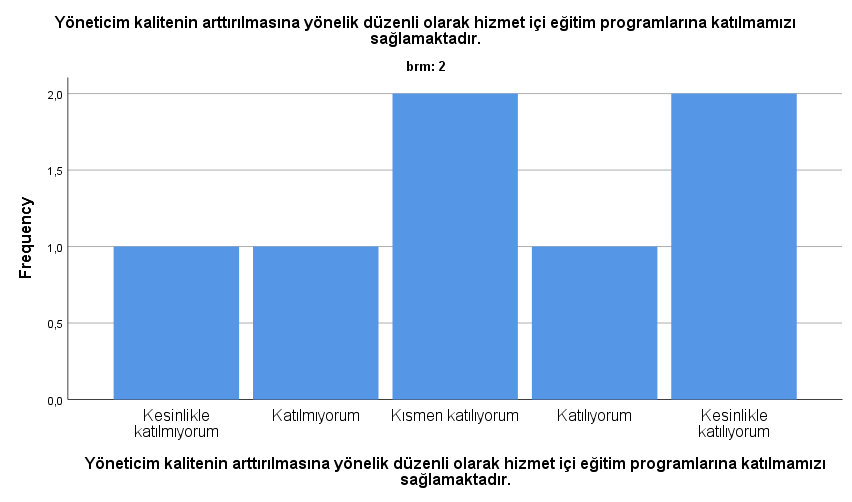 Yöneticim kalitenin arttırılmasına yönelik düzenli olarak hizmet içi eğitim programlarına katılmamızı
sağlamaktadır.
brm: 2
2,0
1,5
1,0
0,5
0,0
Frequency
Kesinlikle
katılmıyorum
Katılmıyorum
Kısmen katılıyorum
Katılıyorum
Kesinlikle
katılıyorum
Yöneticim kalitenin arttırılmasına yönelik düzenli olarak hizmet içi eğitim programlarına katılmamızı
sağlamaktadır.